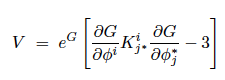 V = e^G [ ∂G/∂ϕ^i K^i_{j*} ∂G/∂ϕ^*_j − 3 ]